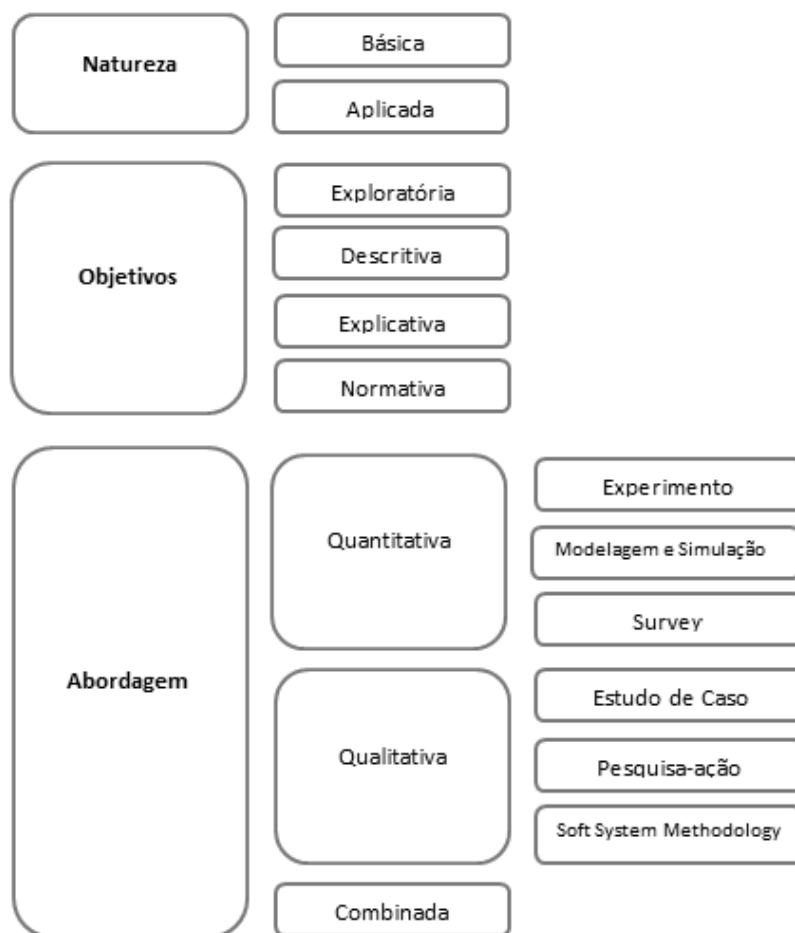 Natureza
Básica
Aplicada
Objetivos
Exploratória
Descritiva
Explicativa
Normativa
Abordagem
Quantitativa
Experimento
Modelagem e Simulação
Survey
Qualitativa
Estudo de Caso
Pesquisa-ação
Soft System Methodology
Combinada